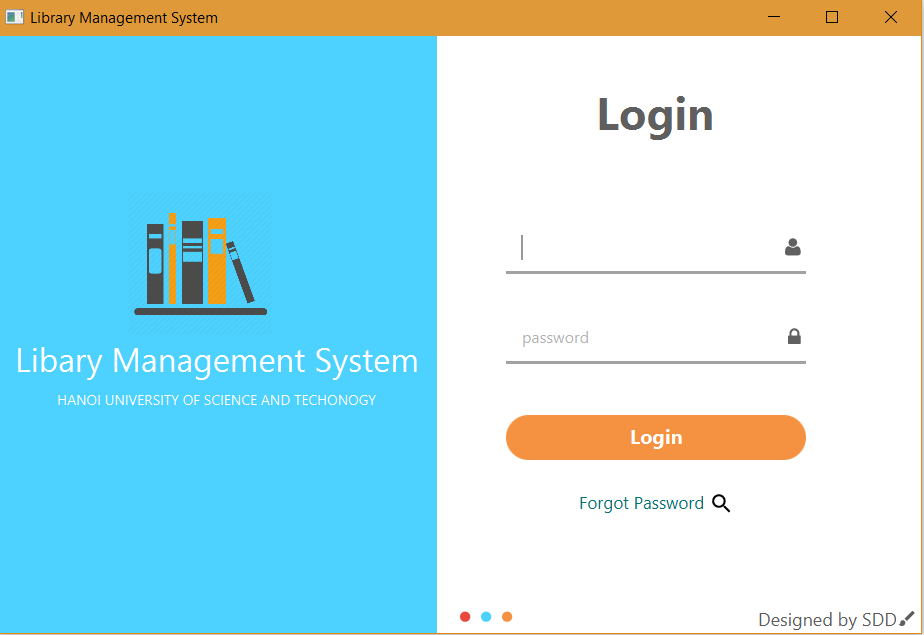 Library Management System
Libary Management System
HANOI UNIVERSITY OF SCIENCE AND TECHONOGY
Login
password
Login
Forgot Password
Designed by SDD